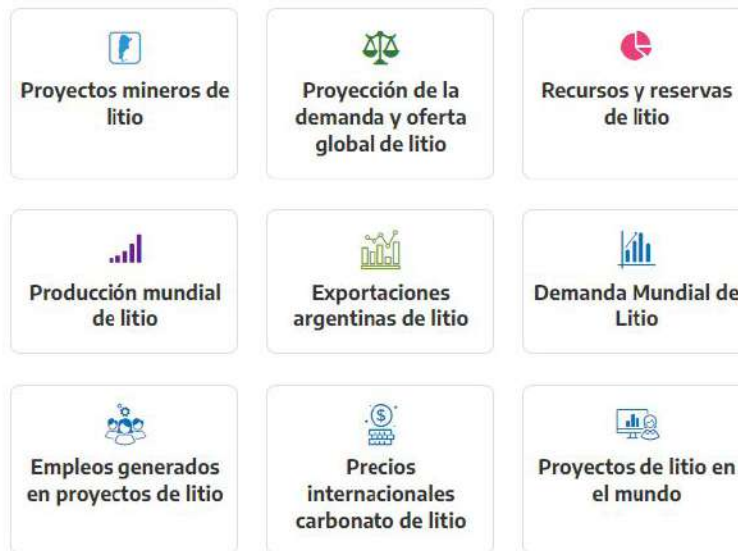 Proyectos mineros de
litio
Proyección de la
demanda y oferta
global de litio
Recursos y reservas
de litio
Producción mundial
de litio
Exportaciones
argentinas de litio
Demanda Mundial de
Litio
Empleos generados
en proyectos de litio
Precios
internacionales
carbonato de litio
Proyectos de litio en
el mundo